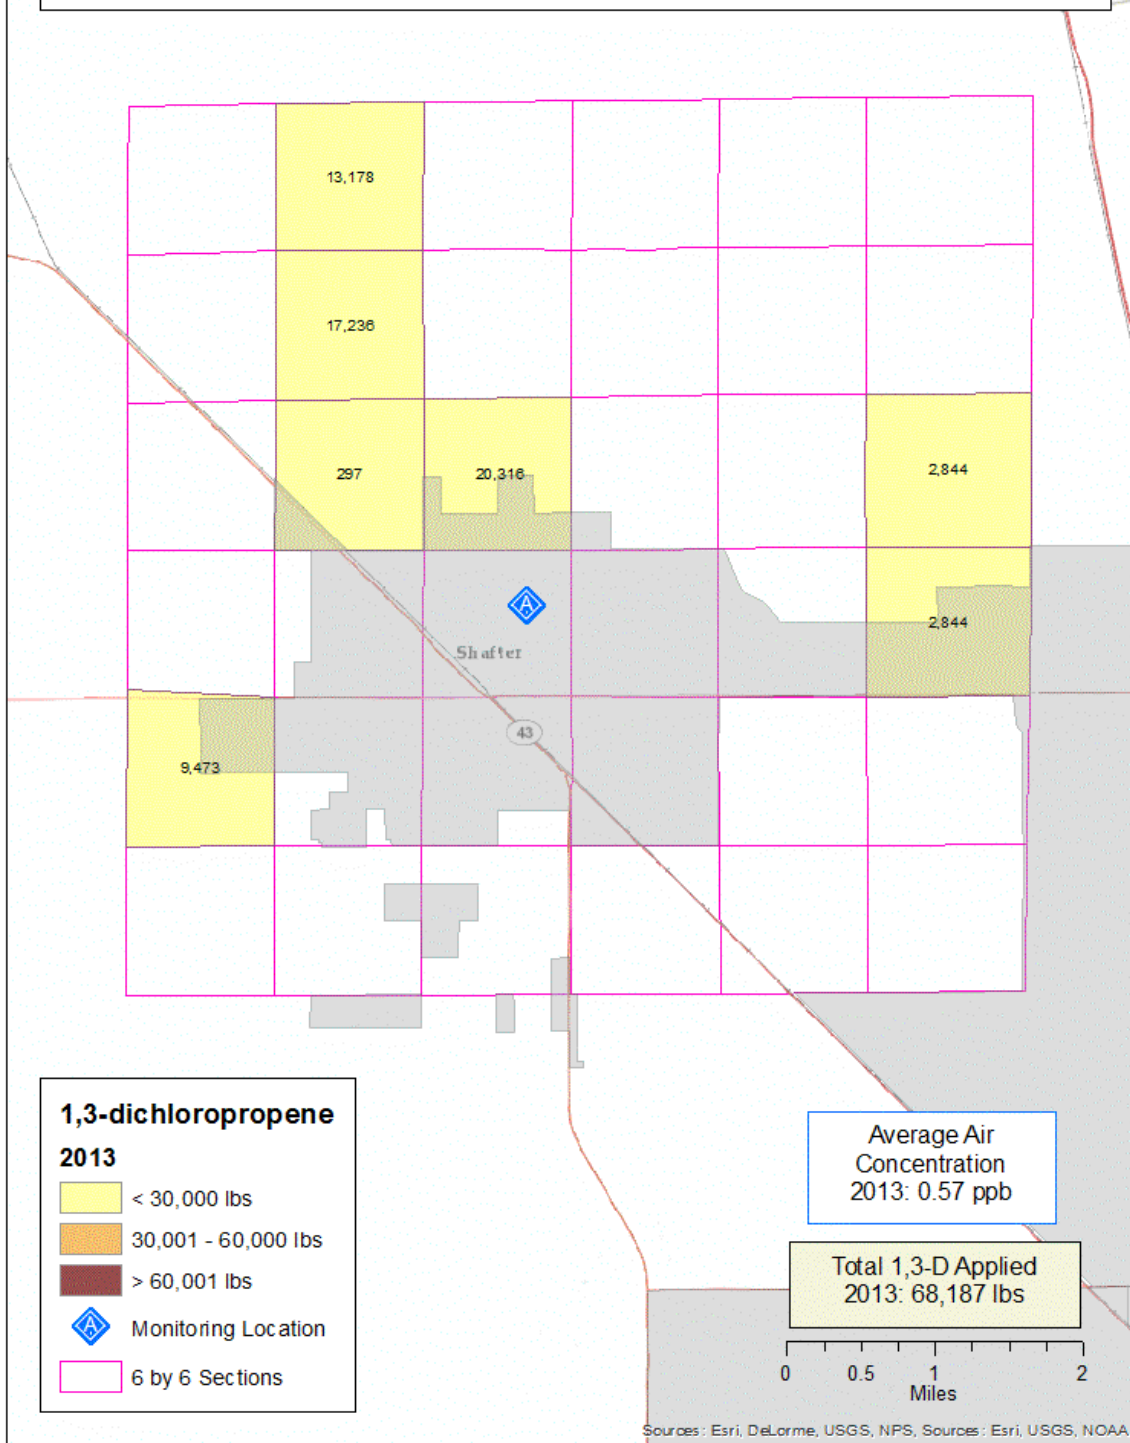 13,178
17,236
297
20,316
2,844
2,844
Shafter
43
9,473
1,3-dichloropropene
2013
< 30,000 lbs
30,001 - 60,000 lbs
> 60,001 lbs
A
Monitoring Location
6 by 6 Sections
Average Air
Concentration
2013: 0.57 ppb
Total 1,3-D Applied
2013: 68,187 lbs
0 0.5 1 2
Miles
Sources: Esri, DeLorme, USGS, NPS, Sources: Esri, USGS, NOAA